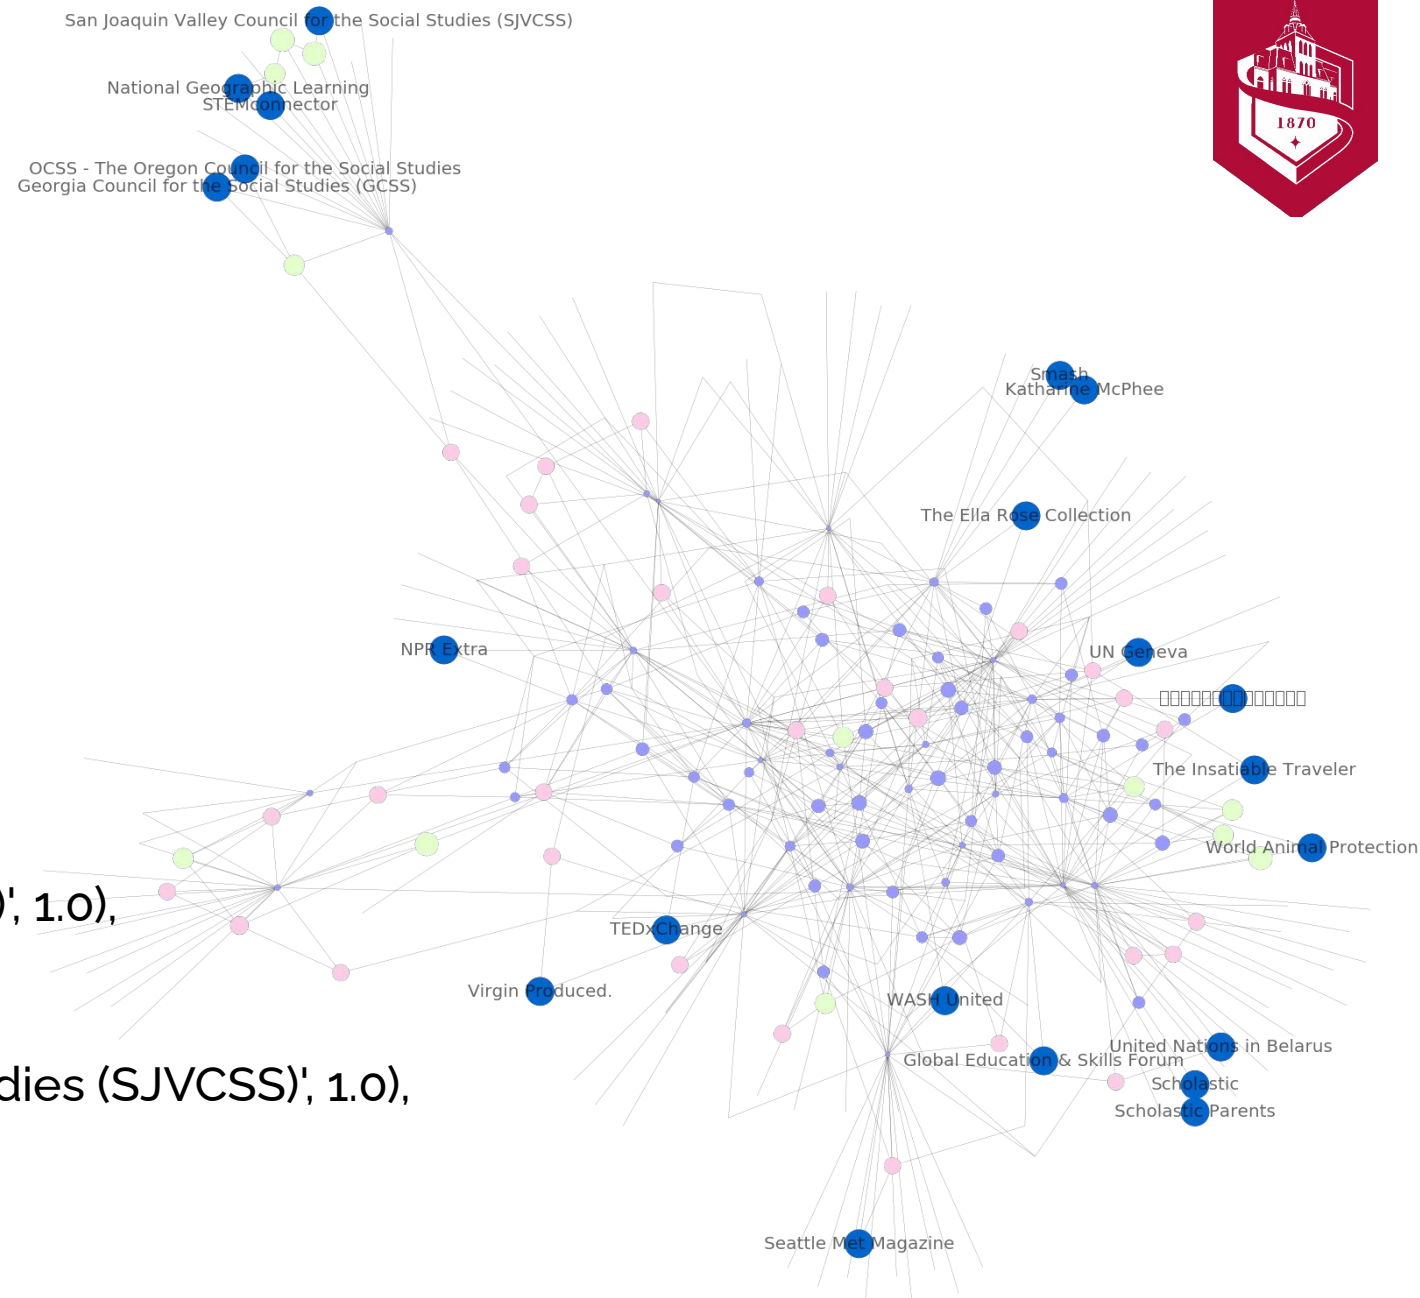 San Joaquin Valley Council for the Social Studies (SJVCSS)
National Geographic Learning
STEMconnector
1870
OCSS - The Oregon Council for the Social Studies
Georgia Council for the Social Studies (GCSS)
Smash
Katharine McPhee
The Ella Rose Collection
NPR Extra
UN Geneva
The Insatiable Traveler
World Animal Protection
)', 1.0),
TEDxChange
Virgin Produced.
WASH United
United Nations in Belarus
Global Education & Skills Forum
dies (SJVCSS)', 1.0),
Scholastic
Scholastic Parents
Seattle Met Magazine